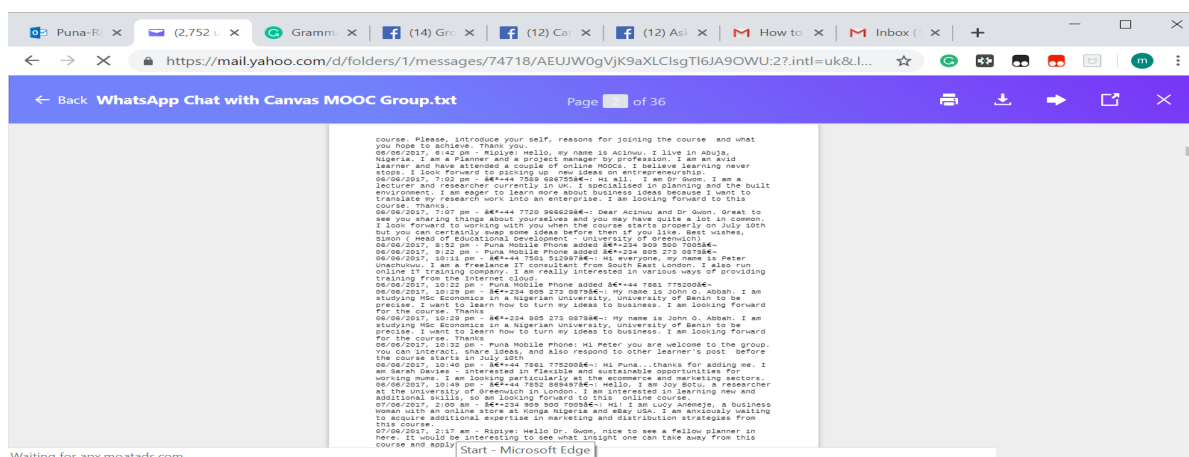 Puna-Ri
(2,752 u
Gramm
(14) Gro
(12) Ca
(12) Ask
How to
Inbox (
https://mail.yahoo.com/d/folders/1/messages/74718/AEUJW0gVjK9aXLCIsgTl6JA9OWU:2?.intl=uk&.l...
m
Back WhatsApp Chat with Canvas MOOC Group.txt Page 2 of 36
course. Please, introduce your self, reasons for joining the course and what
you hope to achieve. Thank you.
06/06/2017, 6:42 pm - Ripiye: Hello, my name is Acinwu. I live in Abuja,
Nigeria. I am a Planner and a project manager by profession. I am an avid
learner and have attended a couple of online MOOCs. I believe learning never
stops. I look forward to picking up new ideas on entrepreneurship.
06/06/2017, 7:02 pm - â€ª+44 7589 686755â€¬: Hi all. I am Dr Gwom. I am a
lecturer and researcher currently in UK. I specialised in planning and the built
environment. I am eager to learn more about business ideas because I want to
translate my research work into an enterprise. I am looking forward to this
course. Thanks.
06/06/2017, 7:07 pm - â€ª+44 7720 966629â€¬: Dear Acinwu and Dr Gwon. Great to
see you sharing things about yourselves and you may have quite a lot in common.
I look forward to working with you when the course starts properly on July 10th
but you can certainly swap some ideas before then if you like. Best wishes,
Simon ( Head of Educational Development - University of Greenwich)
06/06/2017, 8:52 pm - Puna Mobile Phone added â€ª+234 909 500 7005â€¬
06/06/2017, 9:22 pm - Puna Mobile Phone added â€ª+234 805 273 0879â€¬
06/06/2017, 10:11 pm - â€ª+44 7501 512997â€¬: Hi everyone, my name is Peter
Unachukwu. I am a freelance IT consultant from South East London. I also run
online IT training company. I am really interested in various ways of providing
training from the Internet cloud.
06/06/2017, 10:22 pm - Puna Mobile Phone added â€ª+44 7861 775200â€¬
06/06/2017, 10:29 pm - â€ª+234 805 273 0879â€¬: My name is John O. Abbah. I am
studying MSc Economics in a Nigerian University, University of Benin to be
precise. I want to learn how to turn my ideas to business. I am looking forward
for the course. Thanks
06/06/2017, 10:29 pm - â€ª+234 805 273 0879â€¬: My name is John O. Abbah. I am
studying MSc Economics in a Nigerian University, University of Benin to be
precise. I want to learn how to turn my ideas to business. I am looking forward
for the course. Thanks
06/06/2017, 10:32 pm - Puna Mobile Phone: Hi Peter you are welcome to the group.
You can interact, share ideas, and also respond to other learner's post before
the course starts in July 10th
06/06/2017, 10:40 pm - â€ª+44 7861 775200â€¬: Hi Puna...thanks for adding me. I
am Sarah Davies - interested in flexible and sustainable opportunities for
working mums. I am looking particularly at the ecommerce and marketing sectors.
06/06/2017, 10:49 pm - â€ª+44 7852 869497â€¬: Hello, I am Joy Botu, a researcher
at the University of Greenwich in London. I am interested in learning new and
additional skills, so am looking forward to this online course.
07/06/2017, 2:00 am - â€ª+234 909 500 7005â€¬: Hi! I am Lucy Anemeje, a business
woman with an online store at Konga Nigeria and eBay USA. I am anxiously waiting
to acquire additional expertise in marketing and distribution strategies from
this course.
07/06/2017, 2:17 am - Ripiye: Hello Dr. Gwom, nice to see a fellow planner in
here. It would be interesting to see what insight one can take away from this
course and apply
Start - Microsoft Edge